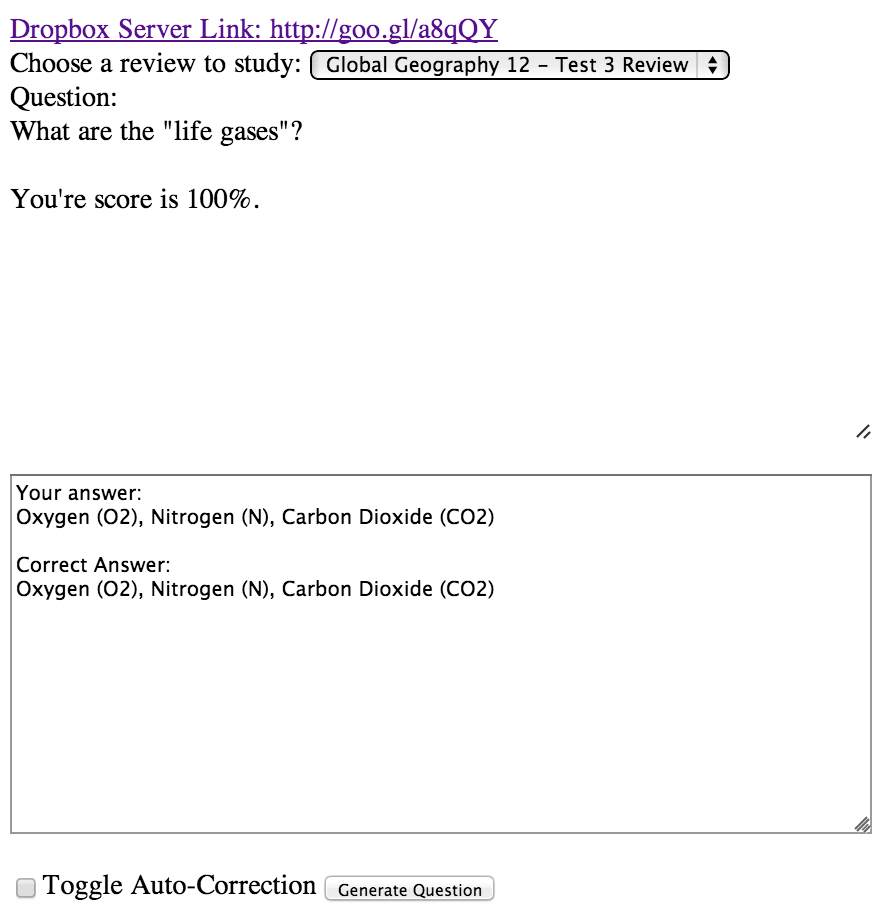 Dropbox Server Link: http://goo.gl/a8qQY
Choose a review to study: Global Geography 12 – Test 3 Review
Question:
What are the "life gases"?
You're score is 100%.
Your answer:
Oxygen (O2), Nitrogen (N), Carbon Dioxide (CO2)
Correct Answer:
Oxygen (O2), Nitrogen (N), Carbon Dioxide (CO2)
Toggle Auto-Correction Generate Question